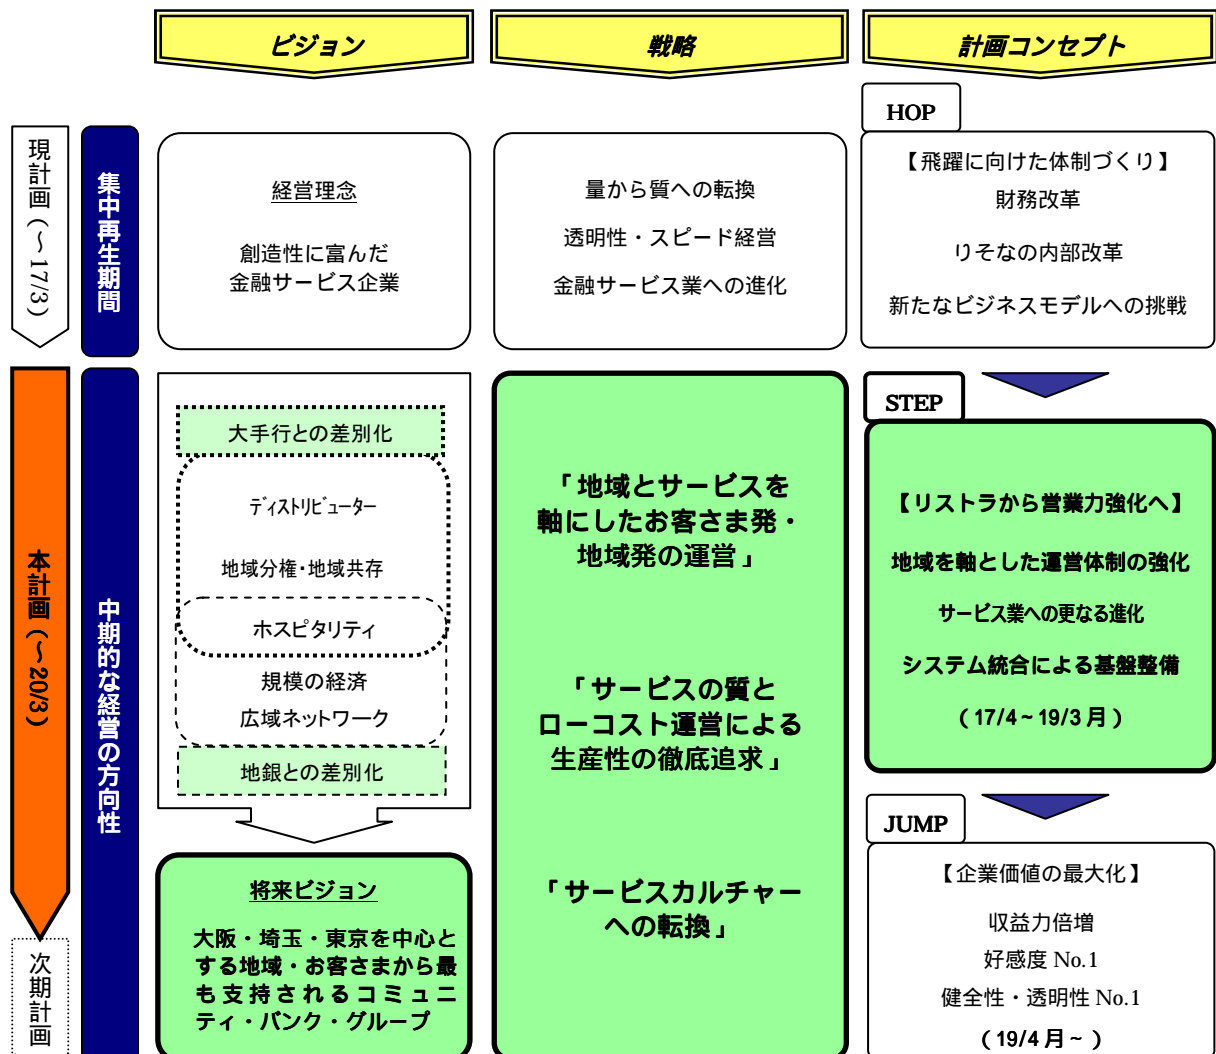 ビジョン
戦略
計画コンセプト
現計画(～17/3)
集中再生期間
経営理念
創造性に富んだ
金融サービス企業
量から質への転換
透明性・スピード経営
金融サービス業への進化
HOP
【飛躍に向けた体制づくり】
財務改革
りそなの内部改革
新たなビジネスモデルへの挑戦
本計画(～20/3)
中期的な経営の方向性
大手行との差別化
ディストリビューター
地域分権・地域共存
ホスピタリティ
規模の経済
広域ネットワーク
地銀との差別化
「地域とサービスを
軸にしたお客さま発・
地域発の運営」
「サービスの質と
ローコスト運営による
生産性の徹底追求」
「サービスカルチャー
への転換」
STEP
【リストラから営業力強化へ】
地域を軸とした運営体制の強化
サービス業への更なる進化
システム統合による基盤整備
(17/4～19/3月)
次期計画
将来ビジョン
大阪・埼玉・東京を中心と
する地域・お客さまから最
も支持されるコミュニ
ティ・バンク・グループ
JUMP
【企業価値の最大化】
収益力倍増
好感度 No.1
健全性・透明性 No.1
(19/4月～)